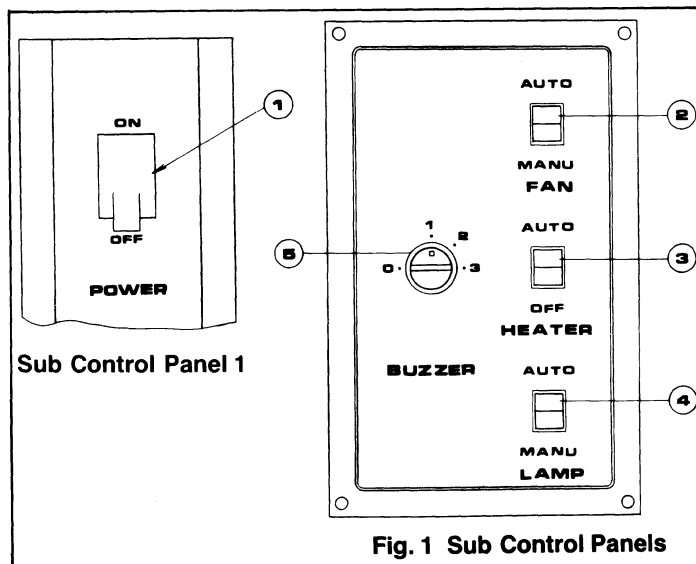 ON
1
OFF
POWER
Sub Control Panel 1
AUTO
2
MANU
FAN
1
2
5
0
3
AUTO
3
OFF
HEATER
BUZZER
AUTO
4
MANU
LAMP
Fig. 1 Sub Control Panels